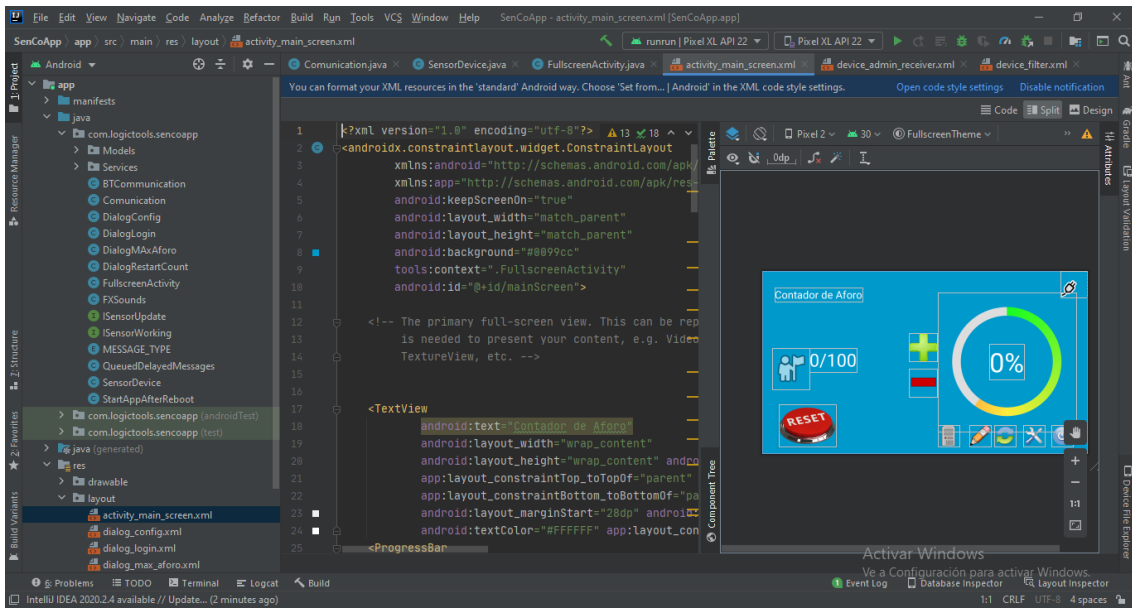 File Edit View Navigate Code Analyze Refactor Build Run Tools VCS Window Help SenCoApp - activity_main_screen.xml [SenCoApp.app]
SenCoApp app src main res layout activity_main_screen.xml runrun | Pixel XL API 22 Pixel XL API 22
1: Project
Android
Comunication.java SensorDevice.java FullscreenActivity.java activity_main_screen.xml device_admin_receiver.xml device_filter.xml
Ant
You can format your XML resources in the 'standard' Android way. Choose 'Set from... | Android' in the XML code style settings. Open code style settings Disable notification
Code Split Design
Gradle
Resource Manager
app
manifests
java
com.logictools.sencoapp
Models
Services
BTCommunication
Comunication
DialogConfig
DialogLogin
DialogMAxAforo
DialogRestartCount
FullscreenActivity
FXSounds
ISensorUpdate
ISensorWorking
MESSAGE_TYPE
QueuedDelayedMessages
SensorDevice
StartAppAfterReboot
com.logictools.sencoapp (androidTest)
com.logictools.sencoapp (test)
java (generated)
res
drawable
layout
activity_main_screen.xml
dialog_config.xml
dialog_login.xml
dialog_max_aforo.xml
Z: Structure
2: Favorites
Build Variants
1 <?xml version="1.0" encoding="utf-8"?> 13 18
2 <androidx.constraintlayout.widget.ConstraintLayout
3 xmlns:android="http://schemas.android.com/apk/
4 xmlns:app="http://schemas.android.com/apk/res-
5 android:keepScreenOn="true"
6 android:layout_width="match_parent"
7 android:layout_height="match_parent"
8 android:background="#0099cc"
9 tools:context=".FullscreenActivity"
10 android:id="@+id/mainScreen">
11
12 <!-- The primary full-screen view. This can be rep
13 is needed to present your content, e.g. Video
14 TextureView, etc. -->
15
16
17 <TextView
18 android:text="Contador de Aforo"
19 android:layout_width="wrap_content"
20 android:layout_height="wrap_content" andro
21 app:layout_constraintTop_toTopOf="parent"
22 app:layout_constraintBottom_toBottomOf="pa
23 android:layout_marginStart="28dp" android:
24 android:textColor="#FFFFFF" app:layout_con
25 <ProgressBar
Palette
Component Tree
Pixel 2 30 FullscreenTheme
0dp
Attributes
Layout Validation
Device File Explorer
Contador de Aforo
0/100
0%
RESET
1:1
Activar Windows
Ve a Configuración para activar Windows.
6: Problems TODO Terminal Logcat Build 1 Event Log Database Inspector Layout Inspector
IntelliJ IDEA 2020.2.4 available // Update... (2 minutes ago) 1:1 CRLF UTF-8 4 spaces